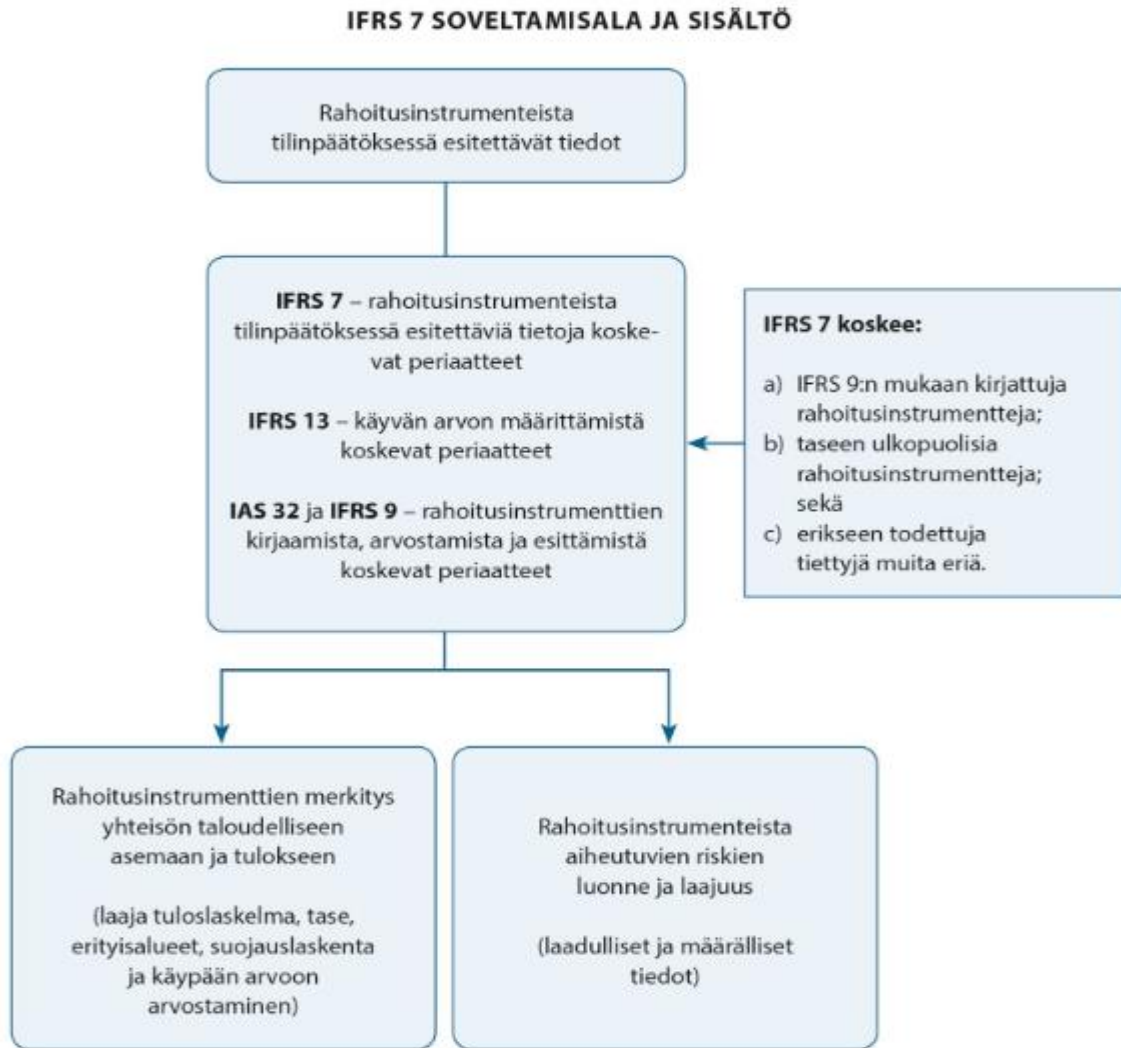 IFRS 7 SOVELTAMISALA JA SISÄLTÖ
Rahoitusinstrumenteista
tilinpäätöksessä esitettävät tiedot
IFRS 7 – rahoitusinstrumenteista
tilinpäätöksessä esitettäviä tietoja koske-
vat periaatteet
IFRS 13 – käyvän arvon määrittämistä
koskevat periaatteet
IAS 32 ja IFRS 9 – rahoitusinstrumenttien
kirjaamista, arvostamista ja esittämistä
koskevat periaatteet
IFRS 7 koskee:
a) IFRS 9:n mukaan kirjattuja
rahoitusinstrumentteja;
b) taseen ulkopuolisia
rahoitusinstrumentteja;
sekä
c) erikseen todettuja
tiettyjä muita eriä.
Rahoitusinstrumenttien merkitys
yhteisön taloudelliseen
asemaan ja tulokseen
(laaja tuloslaskelma, tase,
erityisalueet, suojauslaskenta
ja käypään arvoon
arvostaminen)
Rahoitusinstrumenteista
aiheutuvien riskien
luonne ja laajuus
(laadulliset ja määrälliset
tiedot)